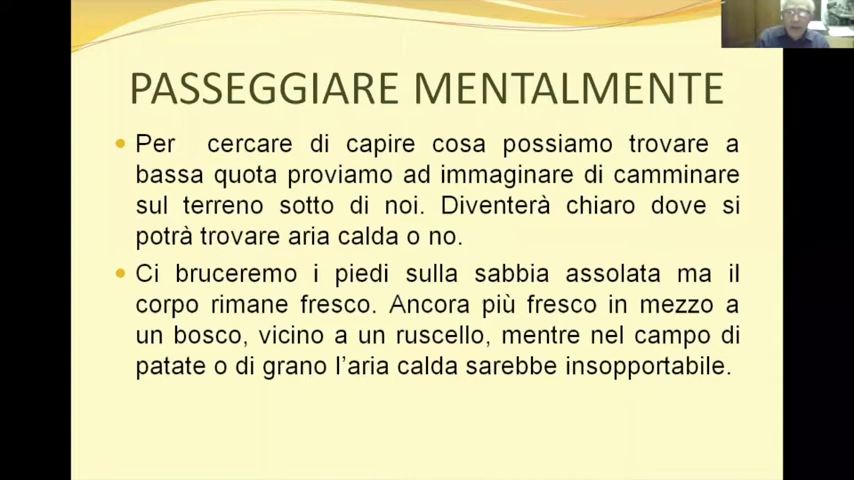 PASSEGGIARE MENTALMENTE
Per cercare di capire cosa possiamo trovare a
bassa quota proviamo ad immaginare di camminare
sul terreno sotto di noi. Diventerà chiaro dove si
potrà trovare aria calda o no.
Ci bruceremo i piedi sulla sabbia assolata ma il
corpo rimane fresco. Ancora più fresco in mezzo a
un bosco, vicino a un ruscello, mentre nel campo di
patate o di grano l’aria calda sarebbe insopportabile.